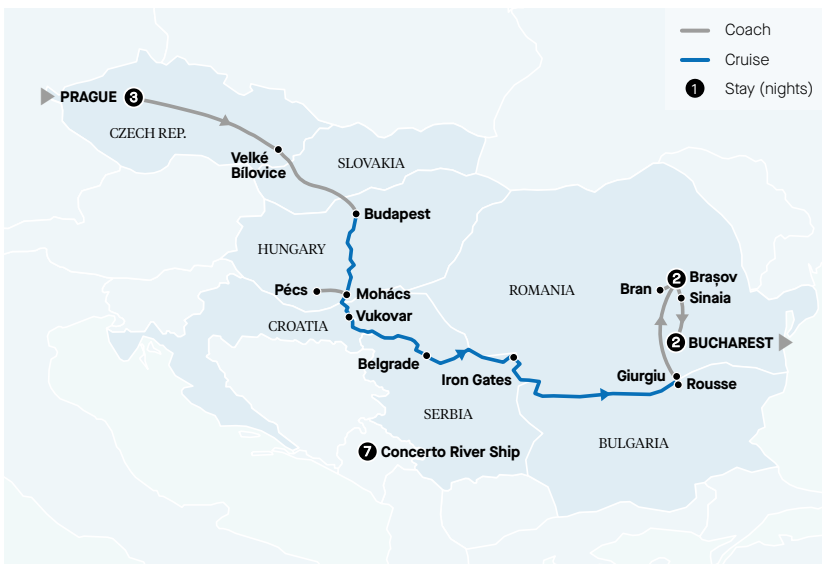 Coach
Cruise
1 Stay (nights)
PRAGUE 3
CZECH REP.
Velké
Bílovice
SLOVAKIA
Budapest
HUNGARY
Pécs
Mohács
Vukovar
CROATIA
Belgrade
Iron Gates
ROMANIA
Bran
2 Brașov
Sinaia
2 BUCHAREST
Giurgiu
Rousse
SERBIA
BULGARIA
7 Concerto River Ship